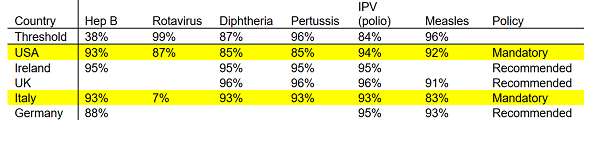 IPV
Country Hep B Rotavirus Diphtheria Pertussis (polio) Measles Policy
Threshold 38% 99% 87% 96% 84% 96%
USA 93% 87% 85% 85% 94% 92% Mandatory
Ireland 95% 95% 95% 95% Recommended
UK 96% 96% 96% 91% Recommended
Italy 93% 7% 93% 93% 93% 83% Mandatory
Germany 88% 95% 93% Recommended